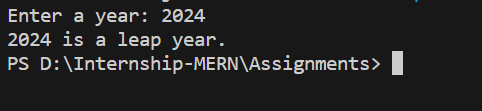 Enter a year: 2024
2024 is a leap year.
PS D:\Internship-MERN\Assignments>